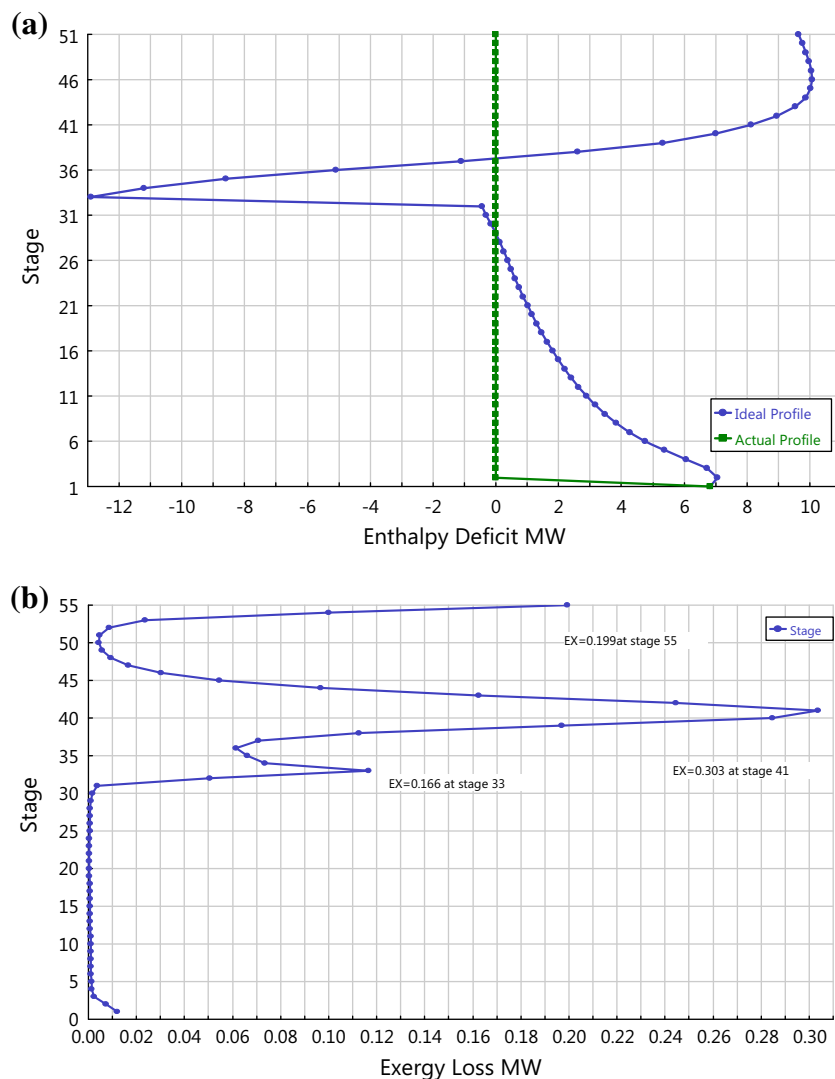 (a)
51
46
41
36
31
26
21
16
11
6
1
Stage
Ideal Profile
Actual Profile
-12 -10 -8 -6 -4 -2 0 2 4 6 8 10
Enthalpy Deficit MW
(b)
55
50
45
40
35
30
25
20
15
10
5
0
Stage
Stage
EX=0.199at stage 55
EX=0.303 at stage 41
EX=0.166 at stage 33
0.00 0.02 0.04 0.06 0.08 0.10 0.12 0.14 0.16 0.18 0.20 0.22 0.24 0.26 0.28 0.30
Exergy Loss MW